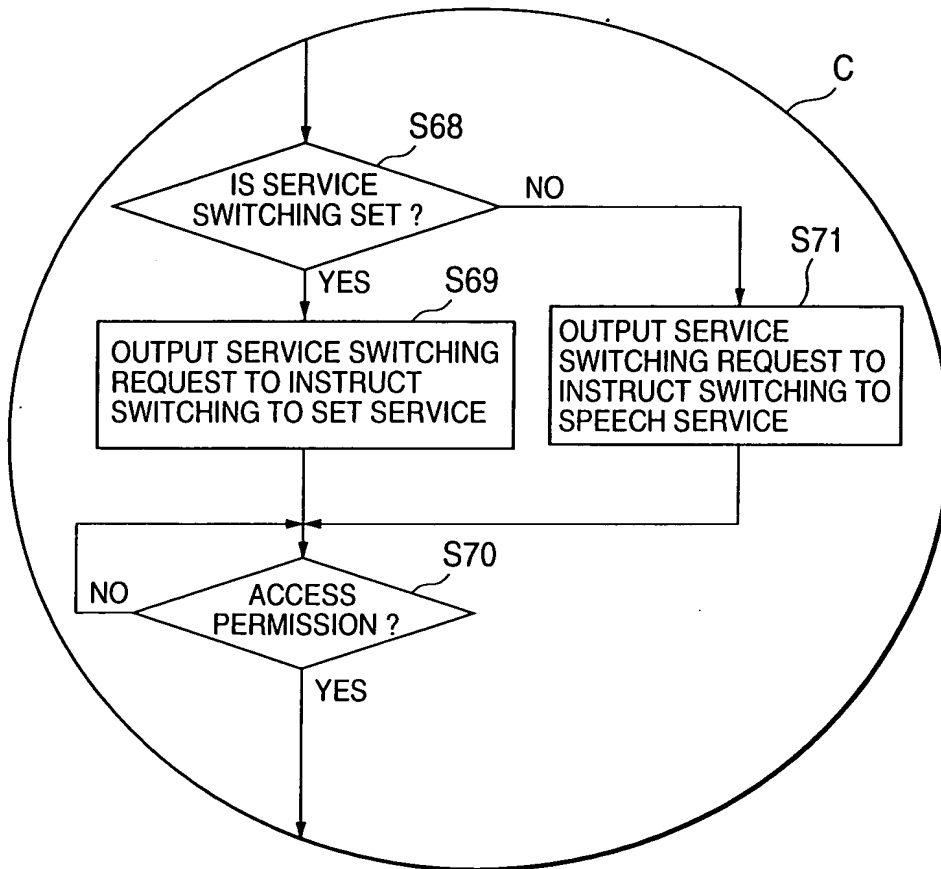 C
S68
IS SERVICE
SWITCHING SET ?
NO
YES
S71
S69
OUTPUT SERVICE SWITCHING
REQUEST TO INSTRUCT
SWITCHING TO SET SERVICE
OUTPUT SERVICE
SWITCHING REQUEST TO
INSTRUCT SWITCHING TO
SPEECH SERVICE
S70
NO
ACCESS
PERMISSION ?
YES